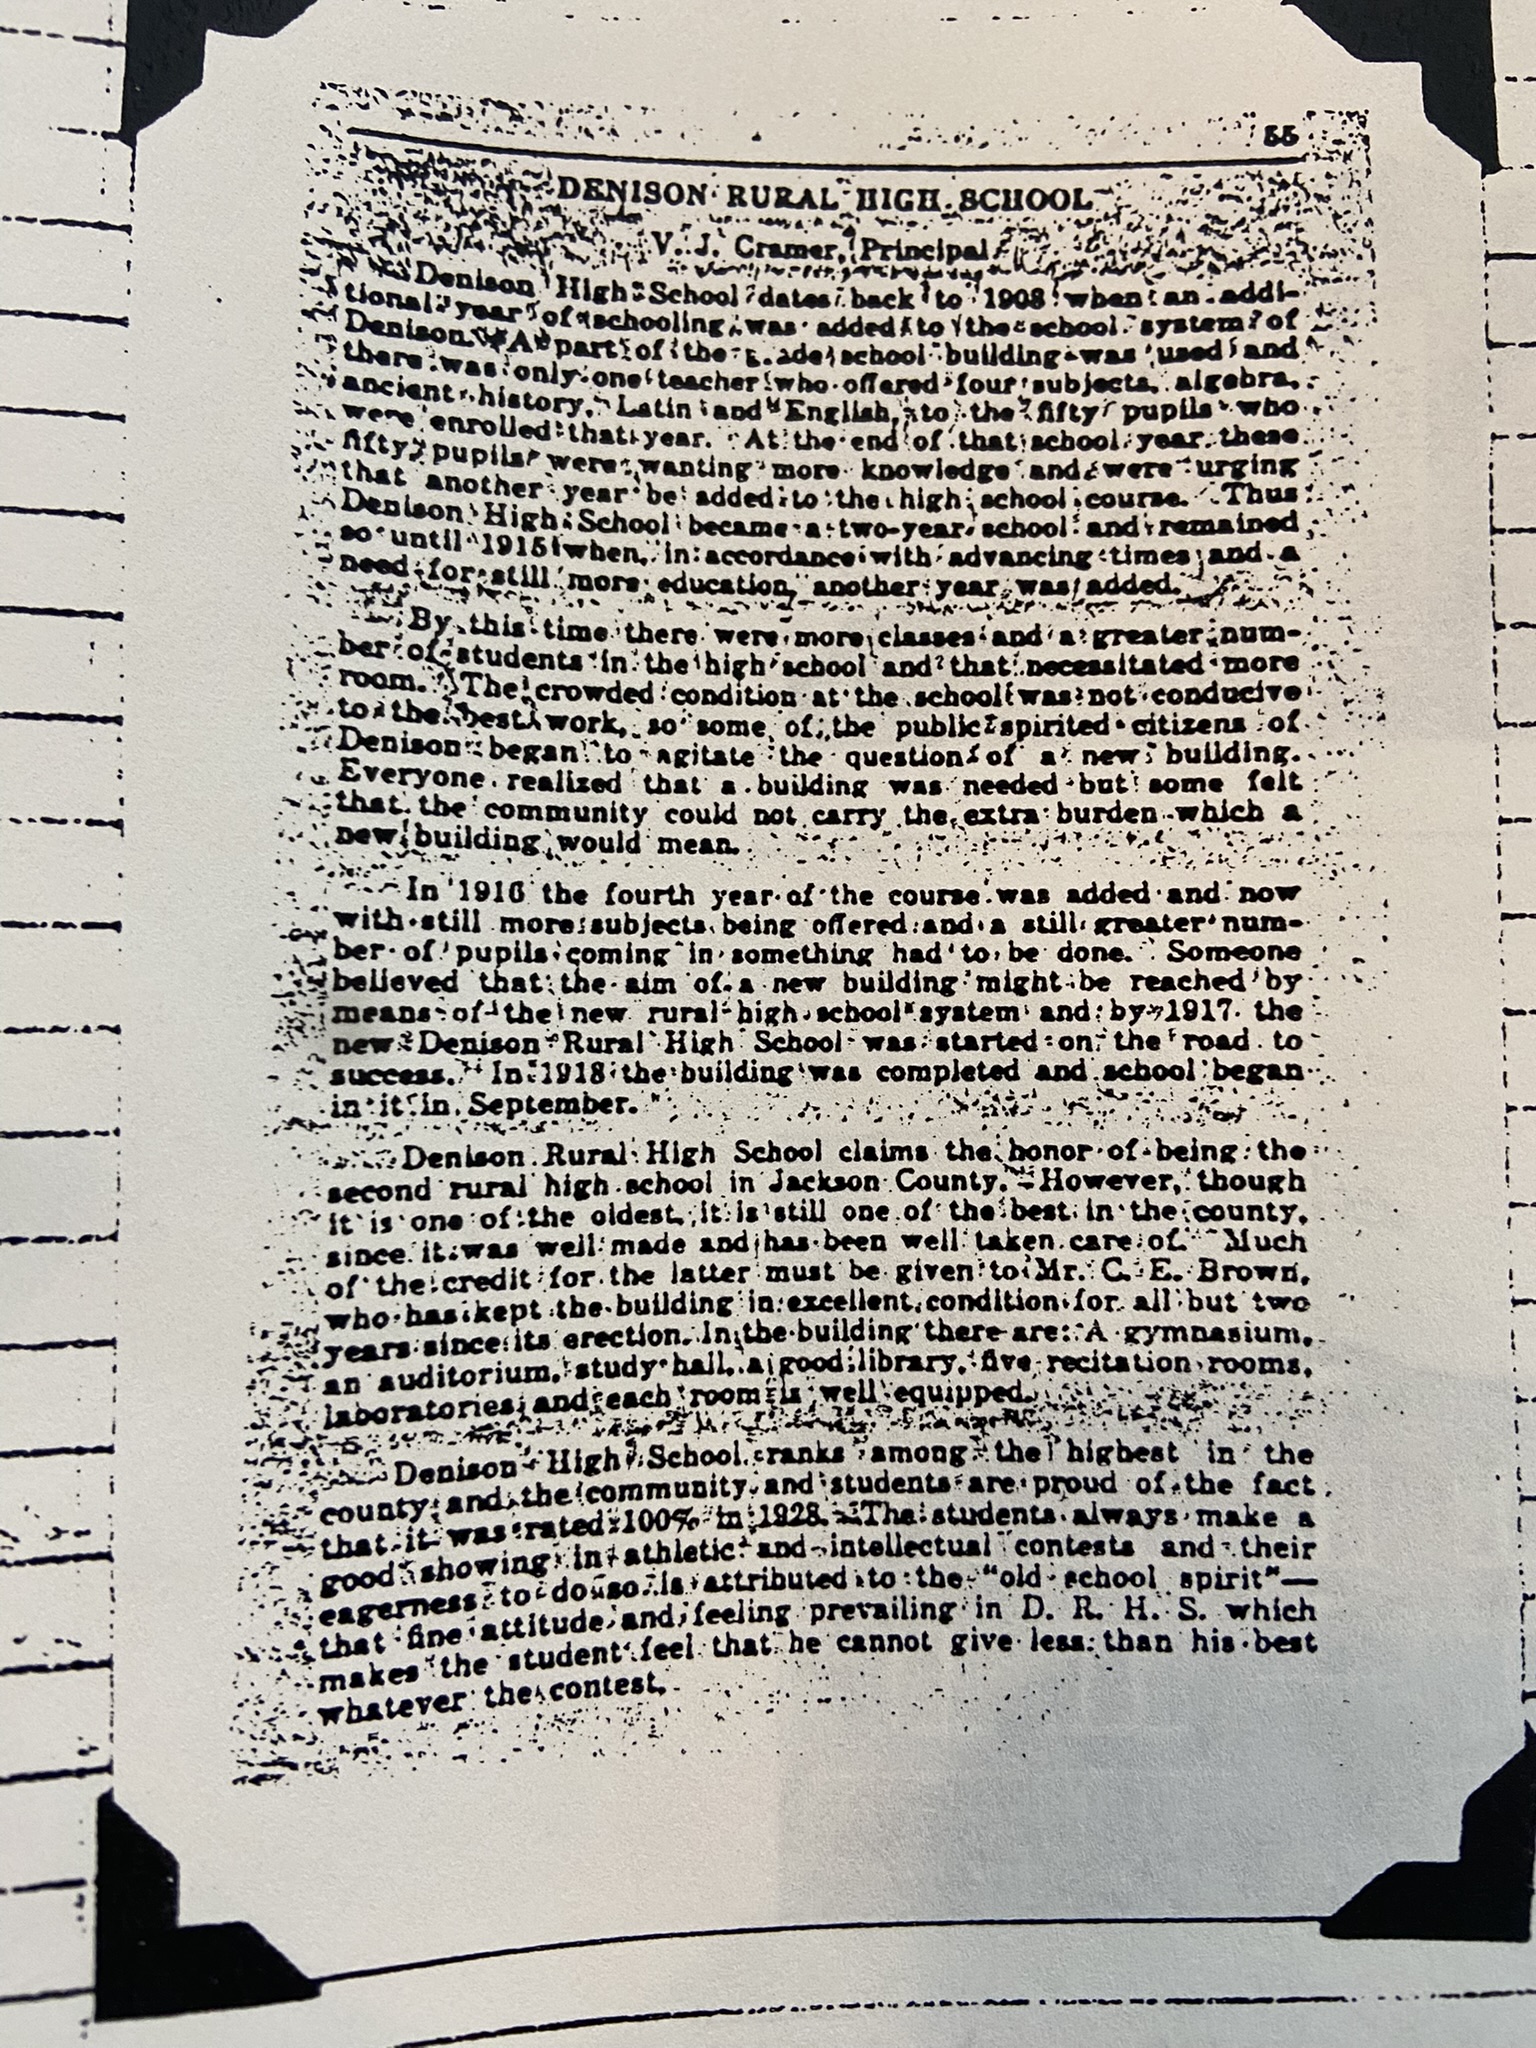 55
DENISON RURAL HIGH SCHOOL
V. J. Cramer, Principal
Denison High School dates back to 1908 when an addi-
tional year of schooling was added to the school system of
Denison. A part of the grade school building was used and
there was only one teacher who offered four subjects, algebra,
ancient history, Latin and English, to the fifty pupils who
were enrolled that year. At the end of that school year these
fifty pupils were wanting more knowledge and were urging
that another year be added to the high school course. Thus
Denison High School became a two-year school and remained
so until 1915 when, in accordance with advancing times and a
need for still more education, another year was added.
By this time there were more classes and a greater num-
ber of students in the high school and that necessitated more
room. The crowded condition at the school was not conducive
to the best work, so some of the public spirited citizens of
Denison began to agitate the question of a new building.
Everyone realized that a building was needed but some felt
that the community could not carry the extra burden which a
new building would mean.
In 1916 the fourth year of the course was added and now
with still more subjects being offered and a still greater num-
ber of pupils coming in something had to be done. Someone
believed that the aim of a new building might be reached by
means of the new rural high school system and by 1917 the
new Denison Rural High School was started on the road to
success. In 1918 the building was completed and school began
in it in September.
Denison Rural High School claims the honor of being the
second rural high school in Jackson County. However, though
it is one of the oldest, it is still one of the best in the county,
since it was well made and has been well taken care of. Much
of the credit for the latter must be given to Mr. C. E. Brown,
who has kept the building in excellent condition for all but two
years since its erection. In the building there are: A gymnasium,
an auditorium, study hall, a good library, five recitation rooms,
laboratories and each room is well equipped.
Denison High School ranks among the highest in the
county and the community and students are proud of the fact
that it was rated 100% in 1928. The students always make a
good showing in athletic and intellectual contests and their
eagerness to do so is attributed to the "old school spirit"—
that fine attitude and feeling prevailing in D. R. H. S. which
makes the student feel that he cannot give less than his best
whatever the contest.